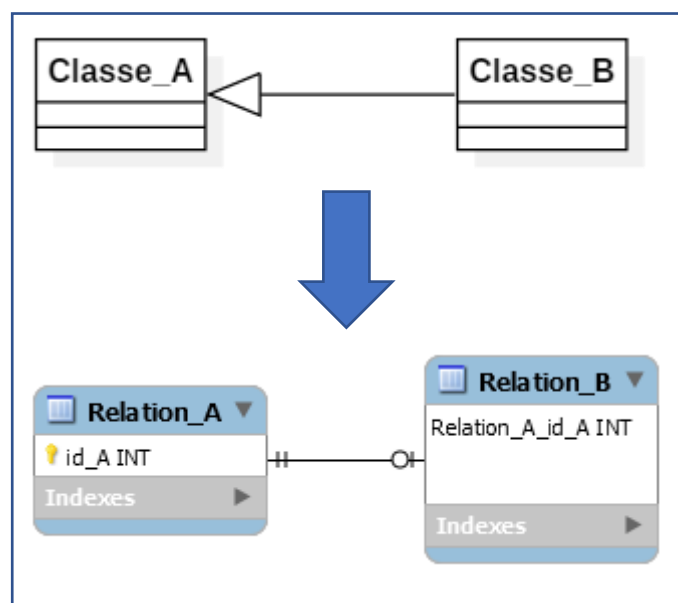 Classe_A
Classe_B
Relation_A
id_A INT
Indexes
Relation_B
Relation_A_id_A INT
Indexes